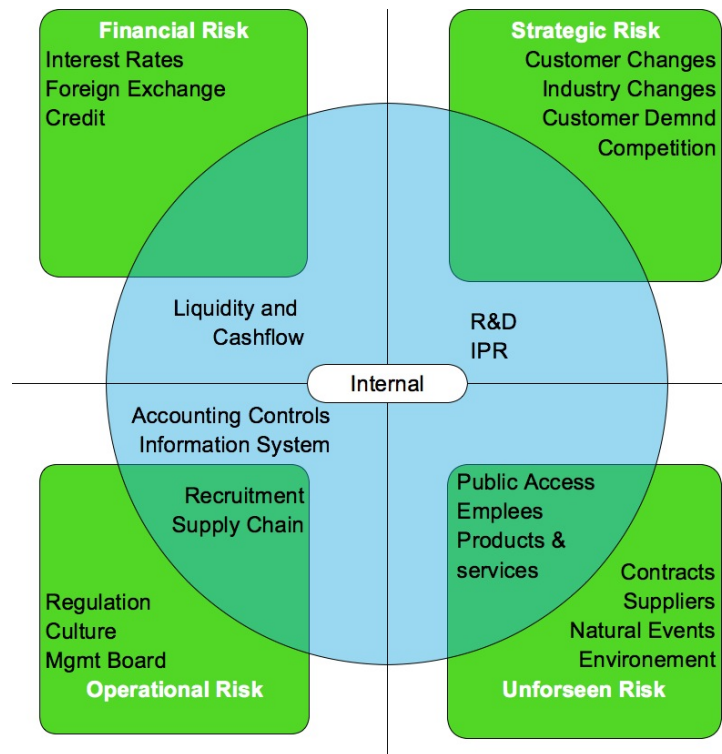 Financial Risk
Interest Rates
Foreign Exchange
Credit
Strategic Risk
Customer Changes
Industry Changes
Customer Demnd
Competition
Liquidity and
Cashflow
R&D
IPR
Internal
Accounting Controls
Information System
Recruitment
Supply Chain
Regulation
Culture
Mgmt Board
Operational Risk
Public Access
Emplees
Products &
services
Contracts
Suppliers
Natural Events
Environement
Unforseen Risk